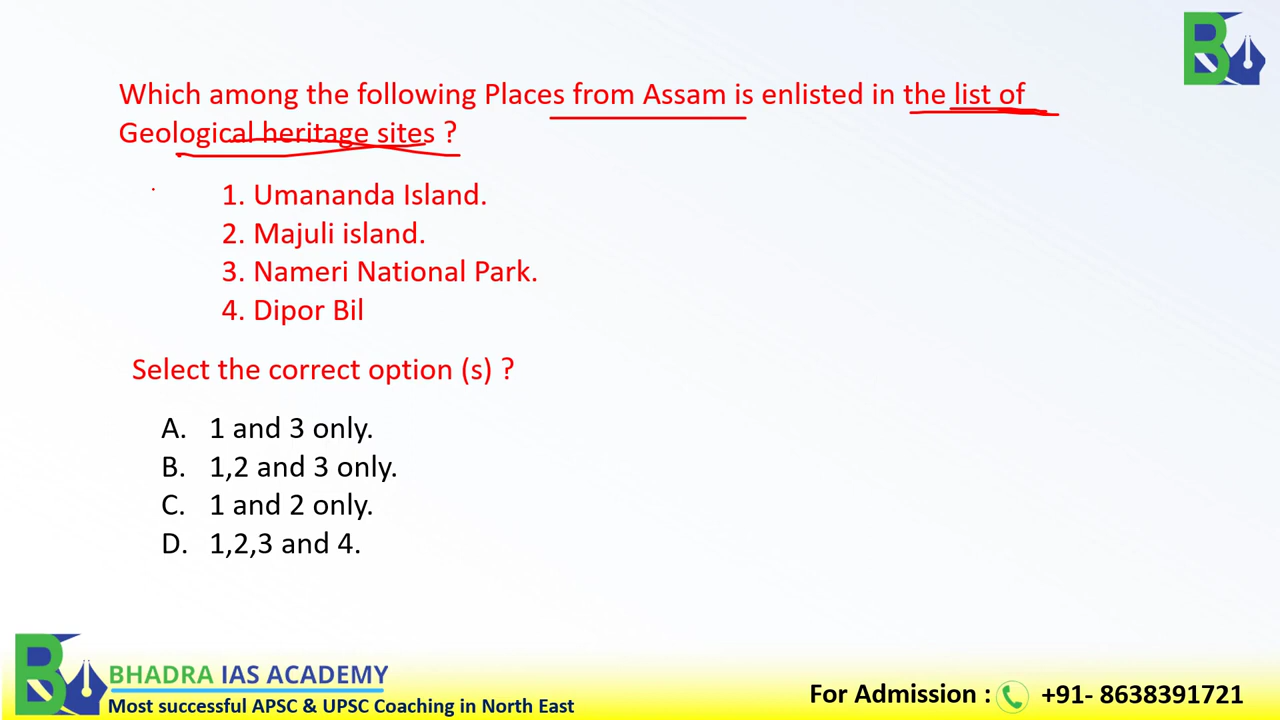 Which among the following Places from Assam is enlisted in the list of
Geological heritage sites ?
1. Umananda Island.
2. Majuli island.
3. Nameri National Park.
4. Dipor Bil
Select the correct option (s) ?
A. 1 and 3 only.
B. 1,2 and 3 only.
C. 1 and 2 only.
D. 1,2,3 and 4.
BHADRA IAS ACADEMY
Most successful APSC & UPSC Coaching in North East
For Admission : +91- 8638391721